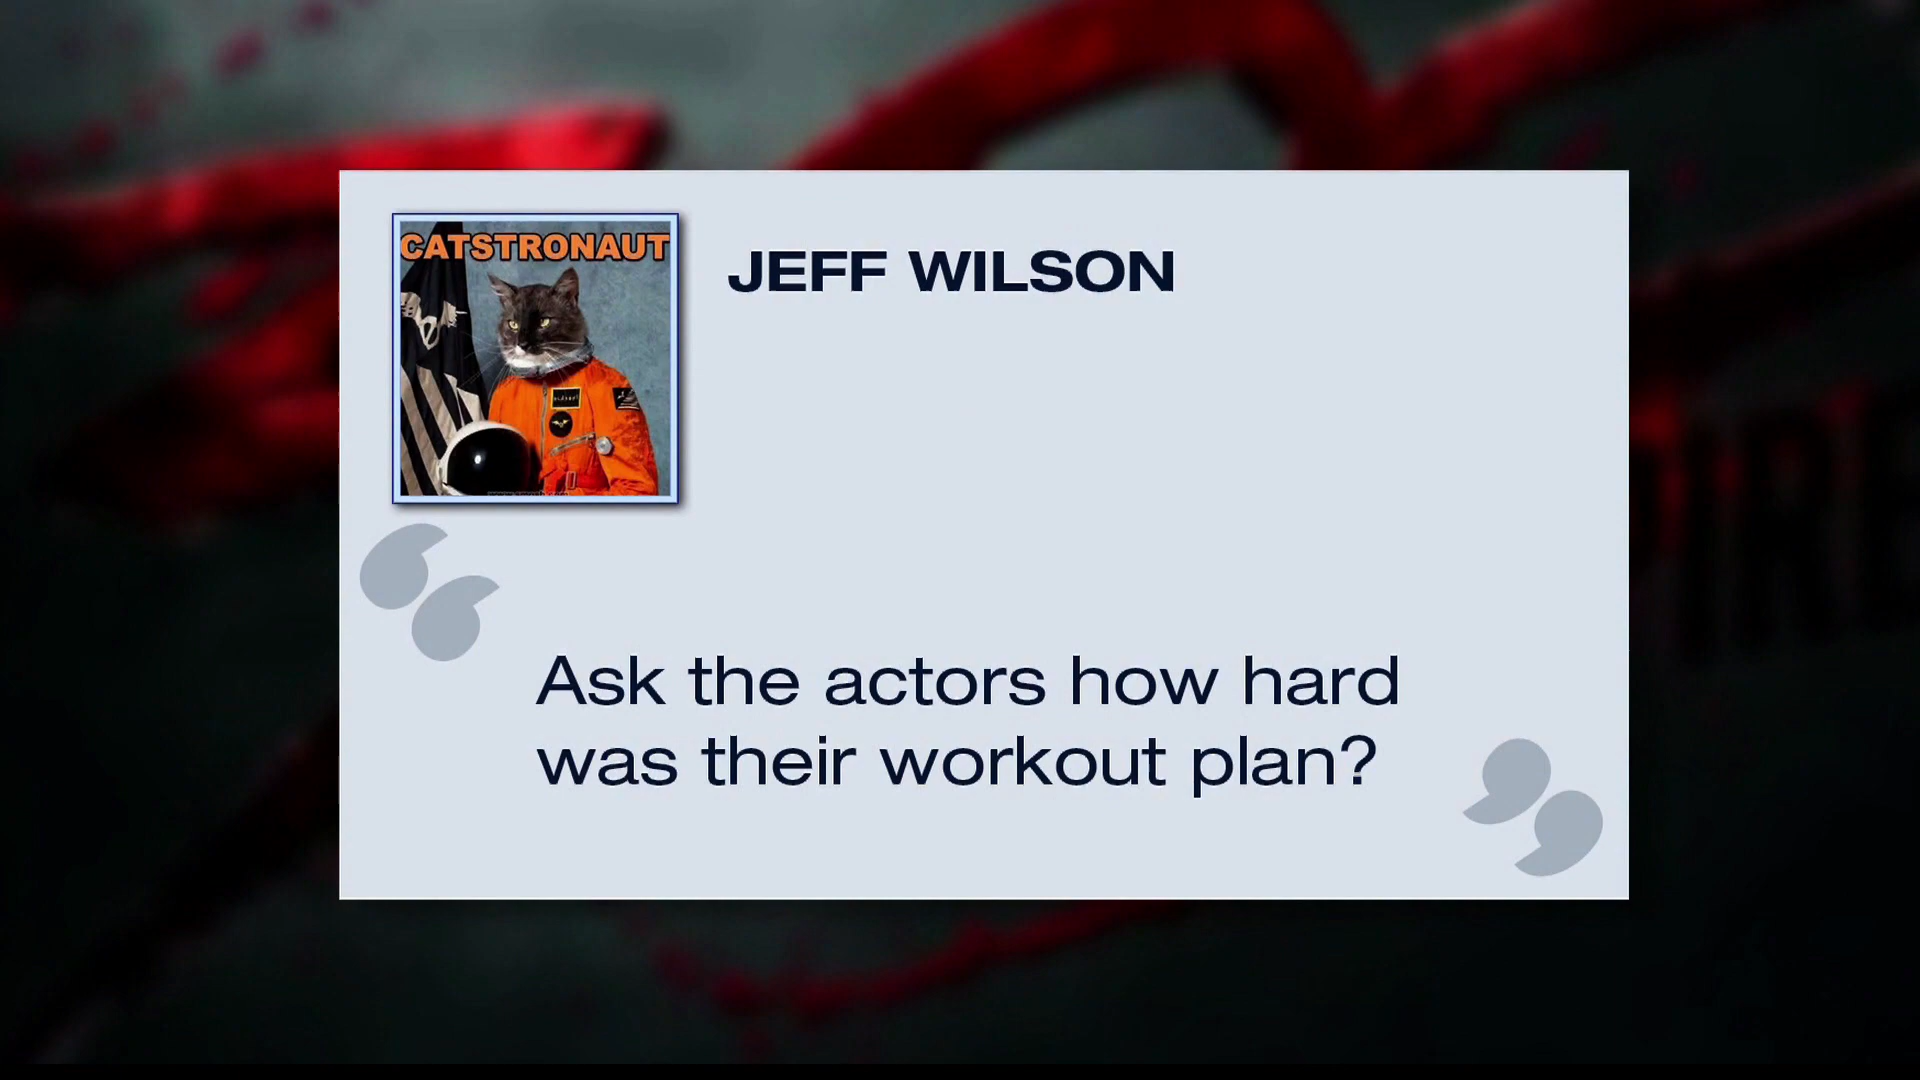 CATSTRONAUT
JEFF WILSON
Ask the actors how hard
was their workout plan?